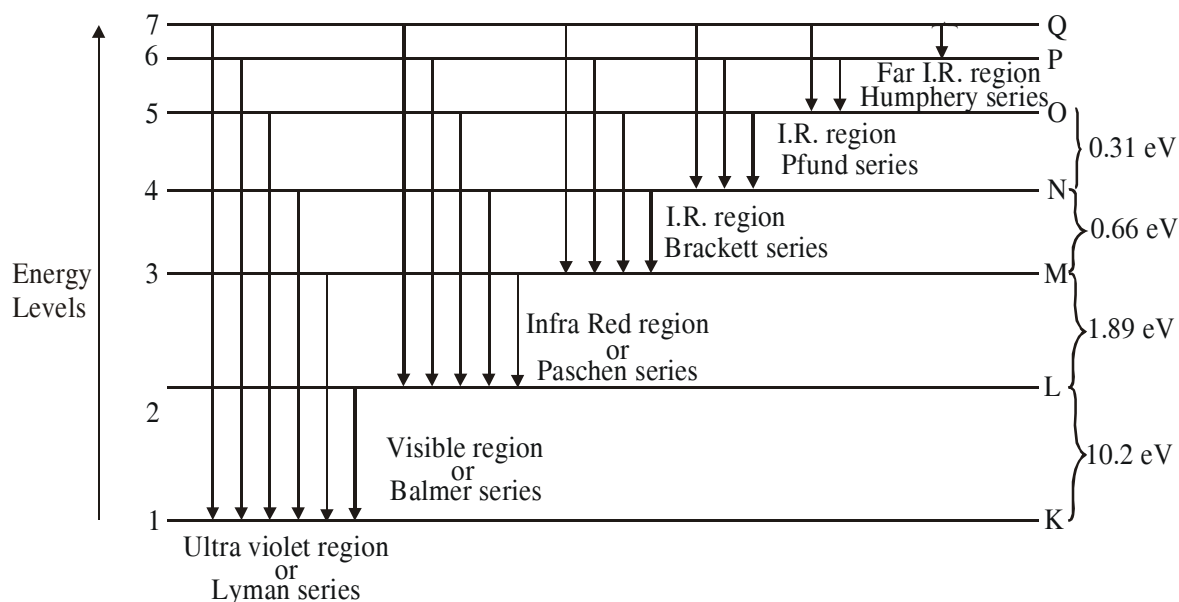 7 Q
6 P
Far I.R. region
Humphery series
5 O
0.31 eV
I.R. region
Pfund series
4 N
I.R. region
Brackett series
0.66 eV
Energy
Levels
3 M
Infra Red region
or
Paschen series
1.89 eV
L
2
Visible region
or
Balmer series
10.2 eV
1 K
Ultra violet region
or
Lyman series